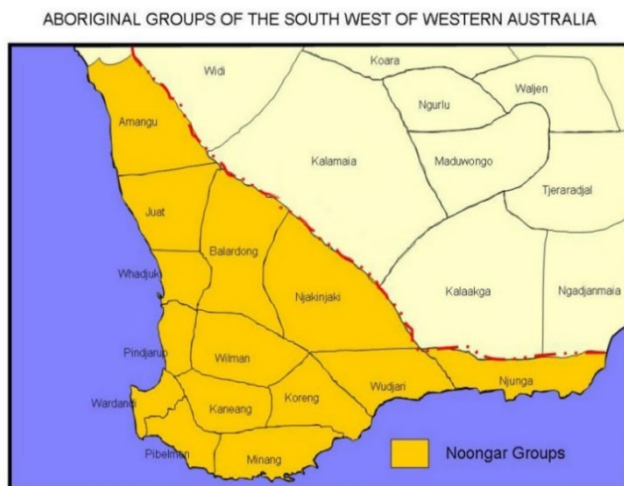 ABORIGINAL GROUPS OF THE SOUTH WEST OF WESTERN AUSTRALIA
Koara
Widi
Waljen
Ngurlu
Amangu
Kalamaia
Maduwongo
Tjeraradjal
Juat
Balardong
Whadjuk
Njakinjaki
Kalaakga
Ngadjanmaia
Pindjarup
Wilman
Wudjari
Njunga
Wardandi
Kaneang
Koreng
Pibelmen
Minang
Noongar Groups